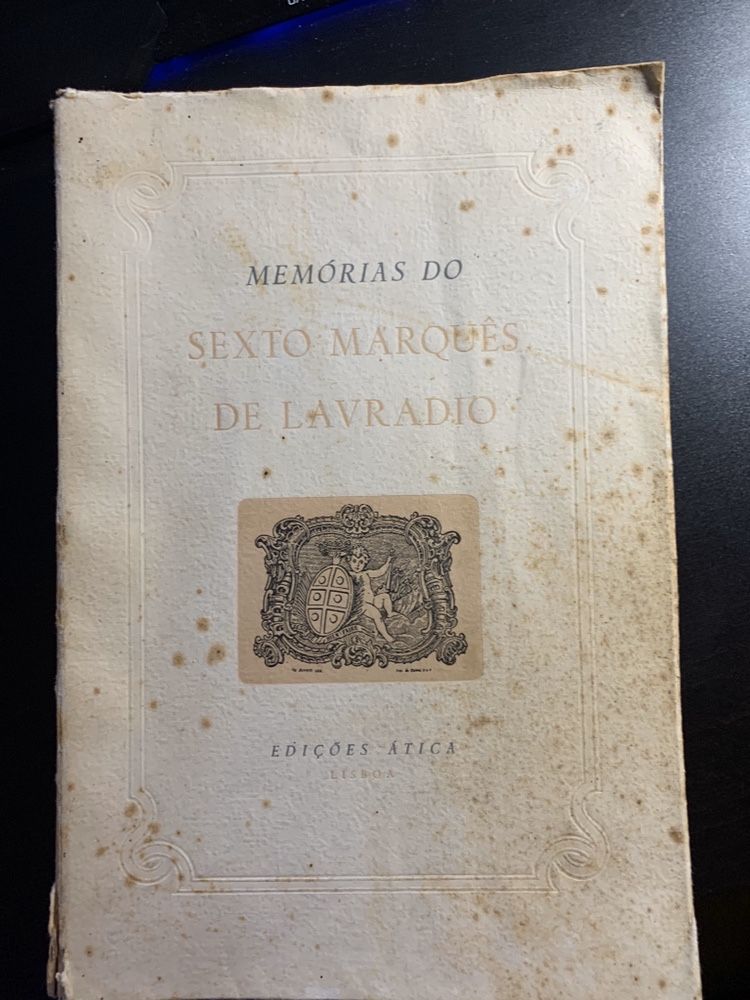 MEMÓRIAS DO
SEXTO MARQUÊS
DE LAVRADIO
EDIÇÕES ÁTICA
LISBOA